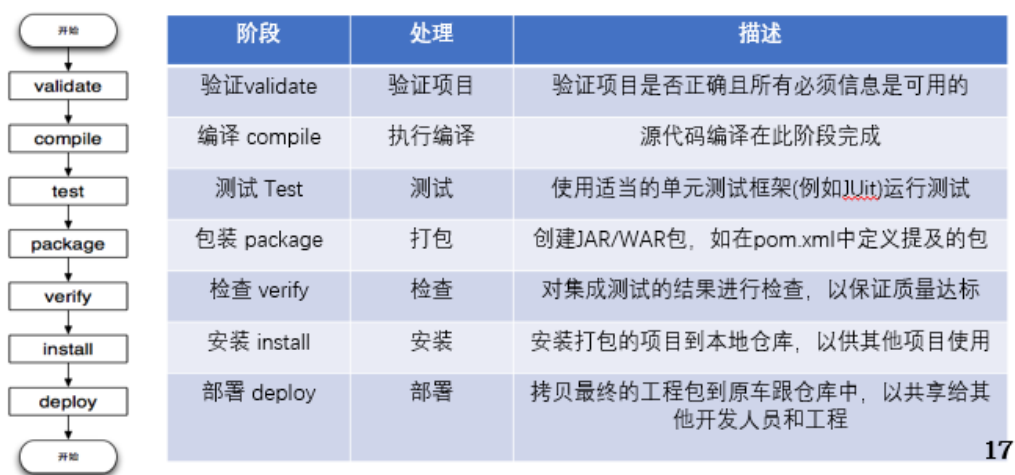 开始
validate
compile
test
package
verify
install
deploy
开始
阶段 处理 描述
验证validate 验证项目 验证项目是否正确且所有必须信息是可用的
编译 compile 执行编译 源代码编译在此阶段完成
测试 Test 测试 使用适当的单元测试框架(例如JUit)运行测试
包装 package 打包 创建JAR/WAR包，如在pom.xml中定义提及的包
检查 verify 检查 对集成测试的结果进行检查，以保证质量达标
安装 install 安装 安装打包的项目到本地仓库，以供其他项目使用
部署 deploy 部署 拷贝最终的工程包到原车跟仓库中，以共享给其
他开发人员和工程
17